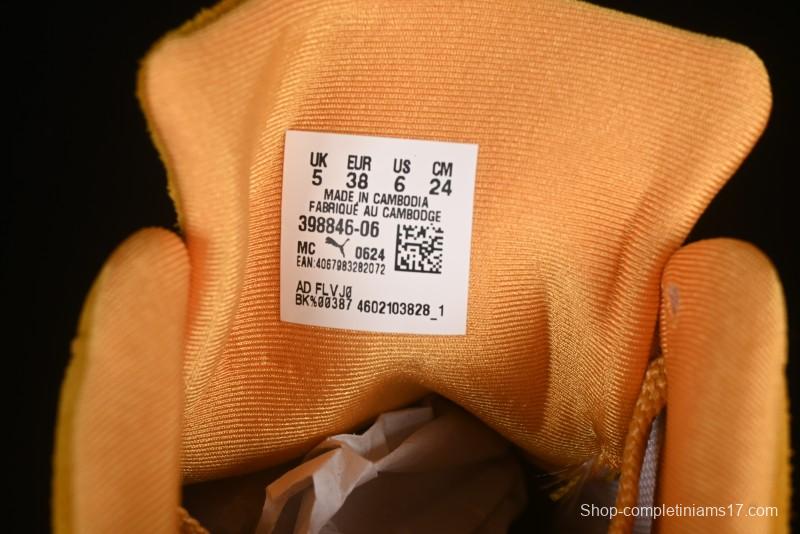 UK EUR US CM
5 38 6 24
MADE IN CAMBODIA
FABRIQUÉ AU CAMBODGE
398846-06
MC 0624
EAN:4067983282072
AD FLVJ0
BK%00387 4602103828_1
Shop-completiniams17.com